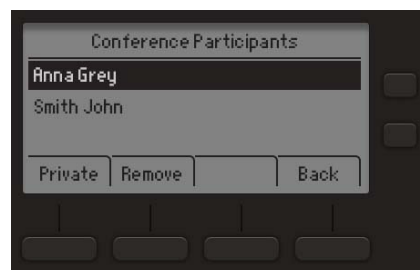 Conference Participants
Anna Grey
Smith John
Private Remove Back